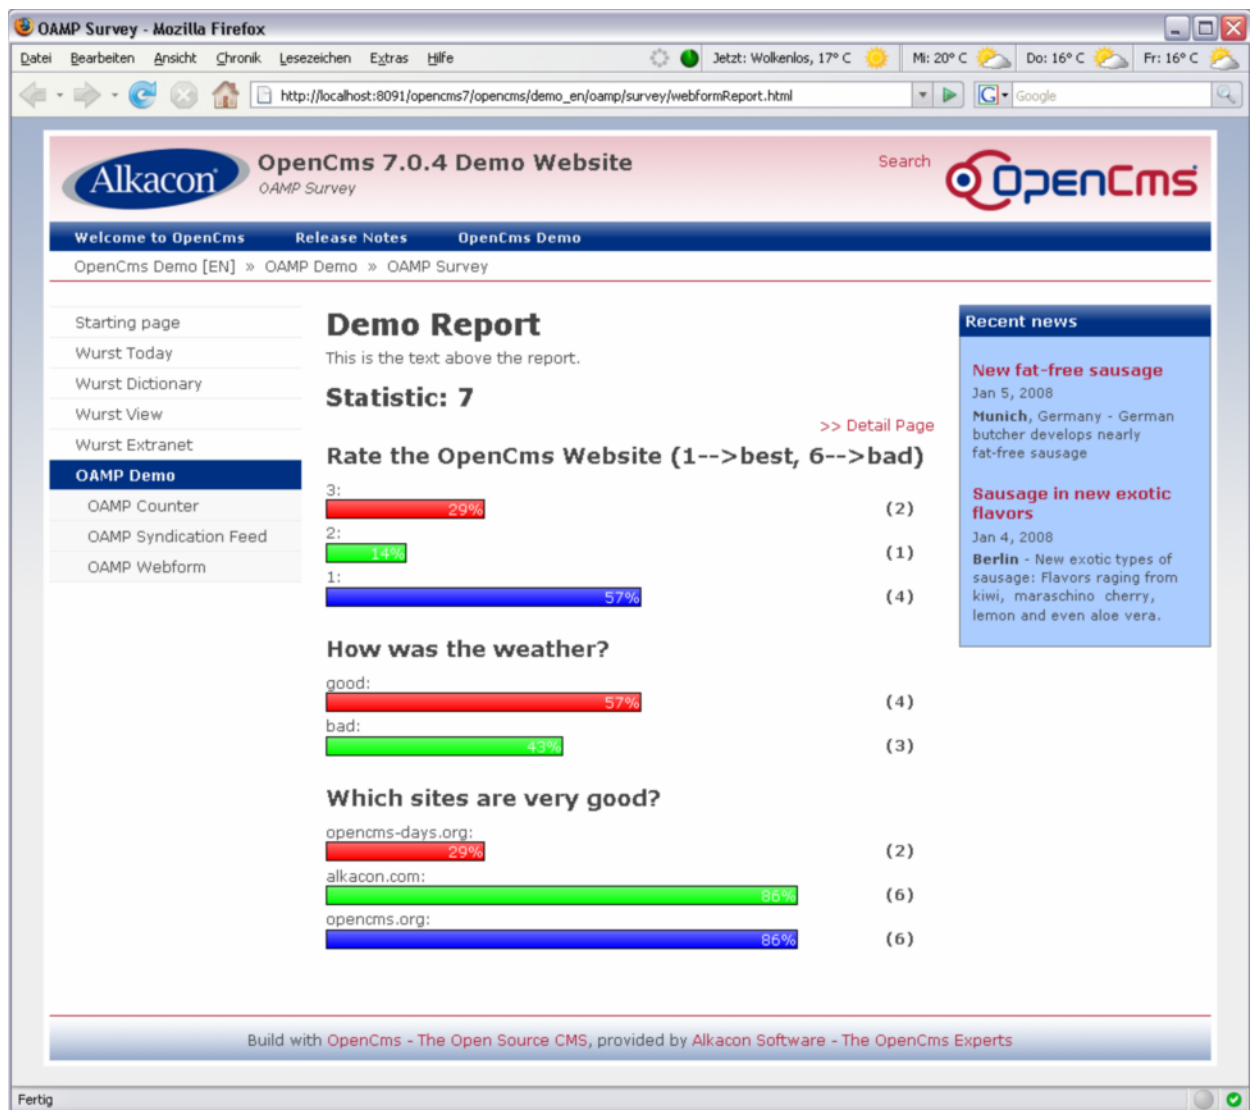 OAMP Survey - Mozilla Firefox
Datei Bearbeiten Ansicht Chronik Lesezeichen Extras Hilfe Jetzt: Wolkenlos, 17° C Mi: 20° C Do: 16° C Fr: 16° C
http://localhost:8091/opencms7/opencms/demo_en/oamp/survey/webformReport.html G Google
Alkacon
OpenCms 7.0.4 Demo Website
OAMP Survey
Search
OpenCms
Welcome to OpenCms Release Notes OpenCms Demo
OpenCms Demo [EN] » OAMP Demo » OAMP Survey
Starting page
Wurst Today
Wurst Dictionary
Wurst View
Wurst Extranet
OAMP Demo
OAMP Counter
OAMP Syndication Feed
OAMP Webform
Demo Report
This is the text above the report.
Statistic: 7
>> Detail Page
Rate the OpenCms Website (1-->best, 6-->bad)
3:
29% (2)
2:
14% (1)
1:
57% (4)
How was the weather?
good:
57% (4)
bad:
43% (3)
Which sites are very good?
opencms-days.org:
29% (2)
alkacon.com:
86% (6)
opencms.org:
86% (6)
Recent news
New fat-free sausage
Jan 5, 2008
Munich, Germany - German
butcher develops nearly
fat-free sausage
Sausage in new exotic
flavors
Jan 4, 2008
Berlin - New exotic types of
sausage: Flavors raging from
kiwi, maraschino cherry,
lemon and even aloe vera.
Build with OpenCms - The Open Source CMS, provided by Alkacon Software - The OpenCms Experts
Fertig